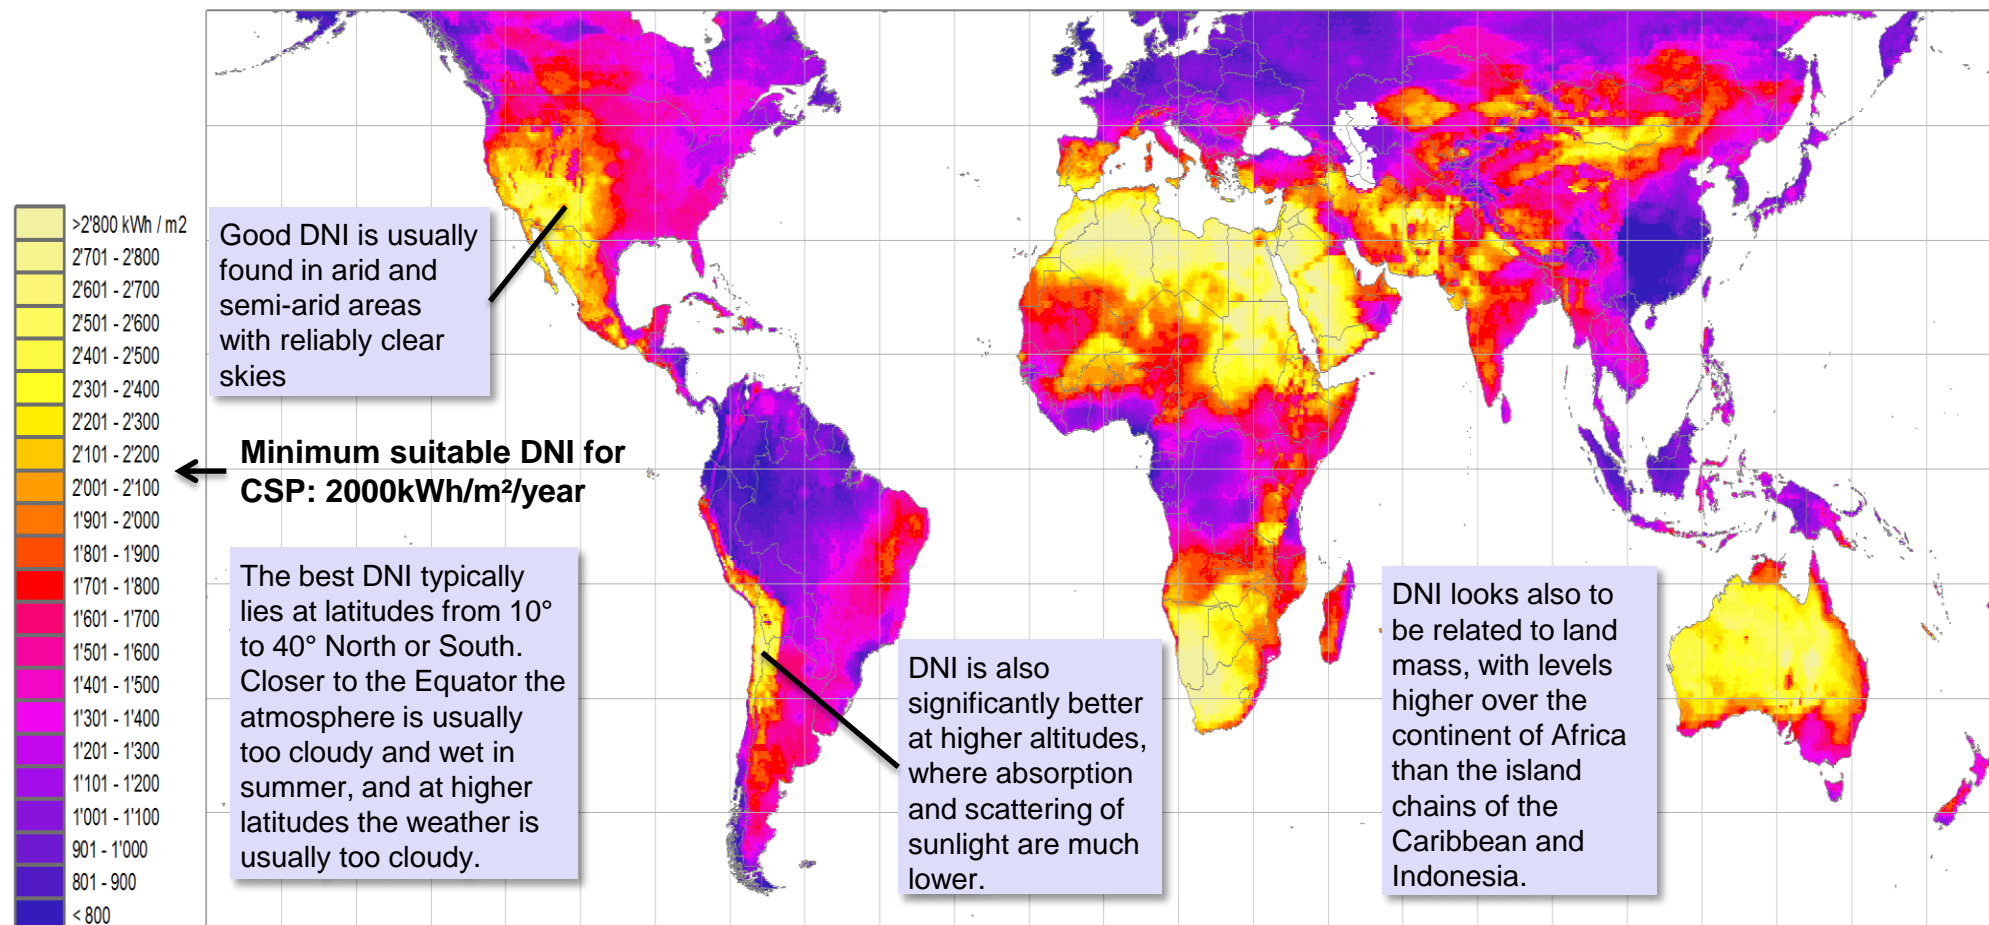 >2'800 kWh / m2
2'701 - 2'800
2'601 - 2'700
2'501 - 2'600
2'401 - 2'500
2'301 - 2'400
2'201 - 2'300
2'101 - 2'200
2'001 - 2'100
1'901 - 2'000
1'801 - 1'900
1'701 - 1'800
1'601 - 1'700
1'501 - 1'600
1'401 - 1'500
1'301 - 1'400
1'201 - 1'300
1'101 - 1'200
1'001 - 1'100
901 - 1'000
801 - 900
< 800
Good DNI is usually
found in arid and
semi-arid areas
with reliably clear
skies
Minimum suitable DNI for
CSP: 2000kWh/m²/year
The best DNI typically
lies at latitudes from 10°
to 40° North or South.
Closer to the Equator the
atmosphere is usually
too cloudy and wet in
summer, and at higher
latitudes the weather is
usually too cloudy.
DNI is also
significantly better
at higher altitudes,
where absorption
and scattering of
sunlight are much
lower.
DNI looks also to
be related to land
mass, with levels
higher over the
continent of Africa
than the island
chains of the
Caribbean and
Indonesia.